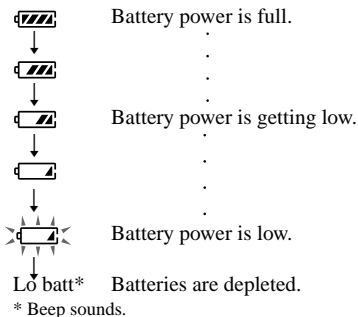 Battery power is full.
Battery power is getting low.
Battery power is low.
Lo batt* Batteries are depleted.
* Beep sounds.